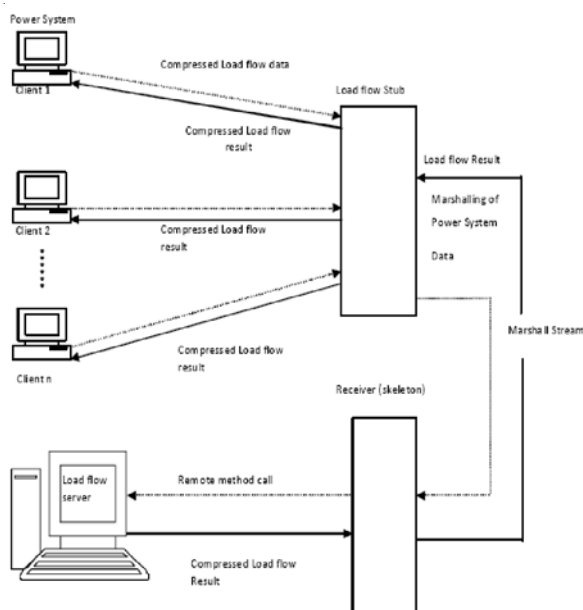 Power System
Client 1
Compressed Load flow data
Load flow Stub
Compressed Load flow
result
Load flow Result
Marshalling of
Power System
Data
Client 2
Compressed Load flow
result
Marshall Stream
Compressed Load flow
result
Client n
Receiver (skeleton)
Load flow
server
Remote method call
Compressed Load flow
Result